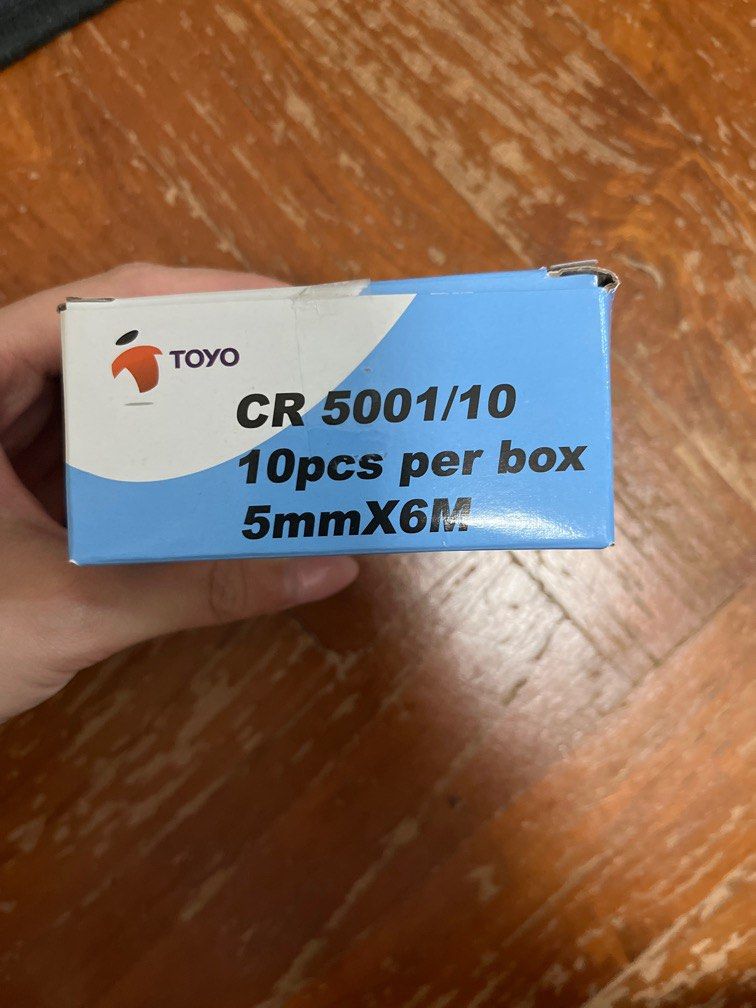 TOYO
CR 5001/10
10pcs per box
5mmX6M